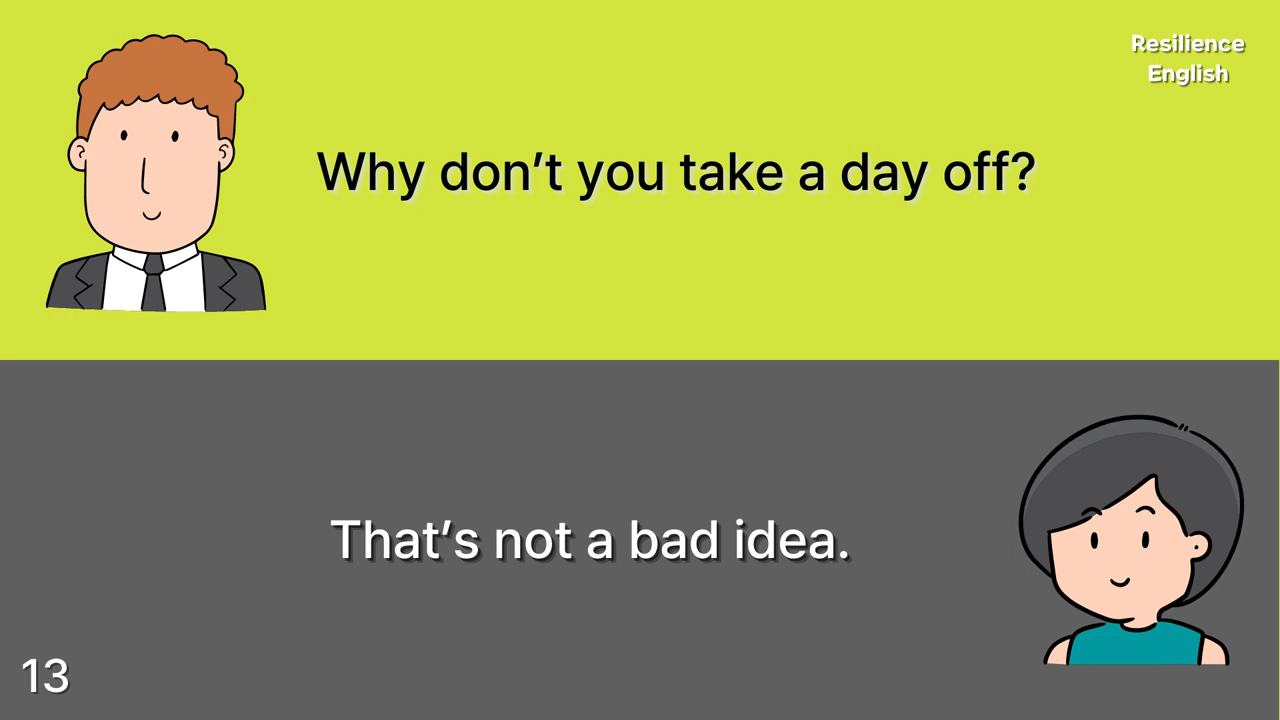 Resilience
English
Why don’t you take a day off?
That’s not a bad idea.
13